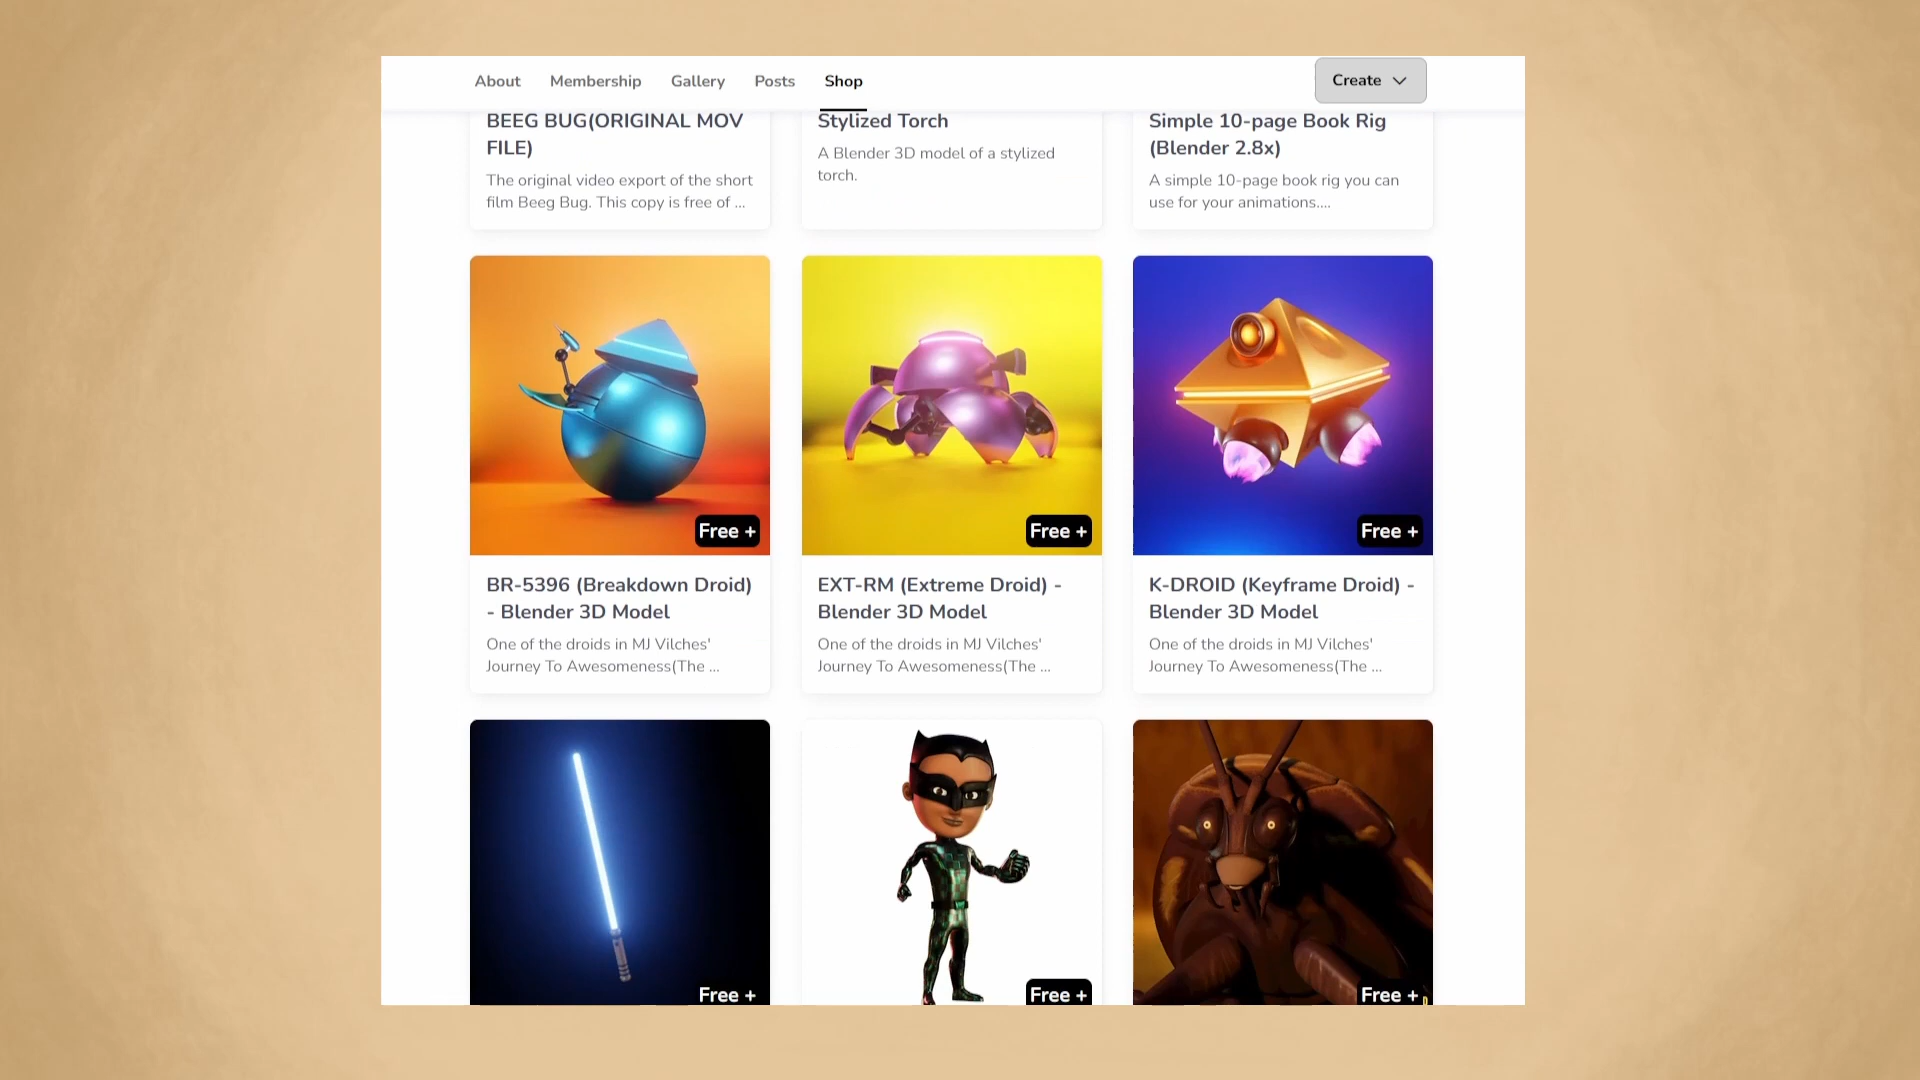 About Membership Gallery Posts Shop Create
BEEG BUG(ORIGINAL MOV
FILE)
The original video export of the short
film Beeg Bug. This copy is free of ...
Stylized Torch
A Blender 3D model of a stylized
torch.
Simple 10-page Book Rig
(Blender 2.8x)
A simple 10-page book rig you can
use for your animations....
Free +
BR-5396 (Breakdown Droid)
- Blender 3D Model
One of the droids in MJ Vilches'
Journey To Awesomeness(The ...
Free +
EXT-RM (Extreme Droid) -
Blender 3D Model
One of the droids in MJ Vilches'
Journey To Awesomeness(The ...
Free +
K-DROID (Keyframe Droid) -
Blender 3D Model
One of the droids in MJ Vilches'
Journey To Awesomeness(The ...
Free +
Free +
Free +